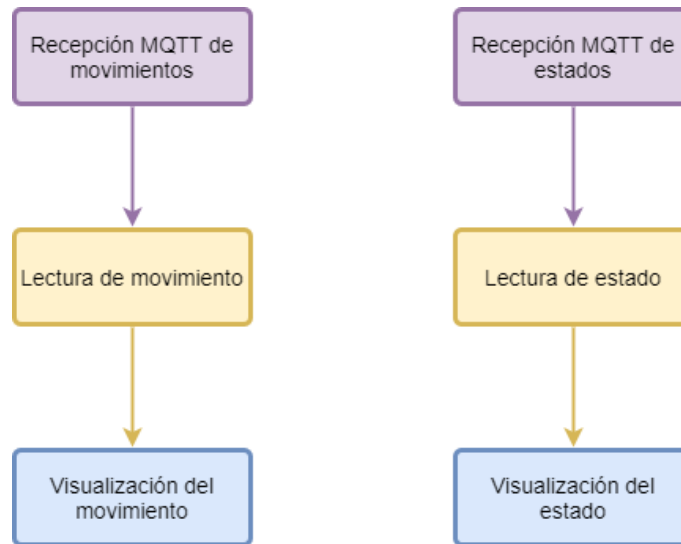 Recepción MQTT de
movimientos
Recepción MQTT de
estados
Lectura de movimiento
Lectura de estado
Visualización del
movimiento
Visualización del
estado